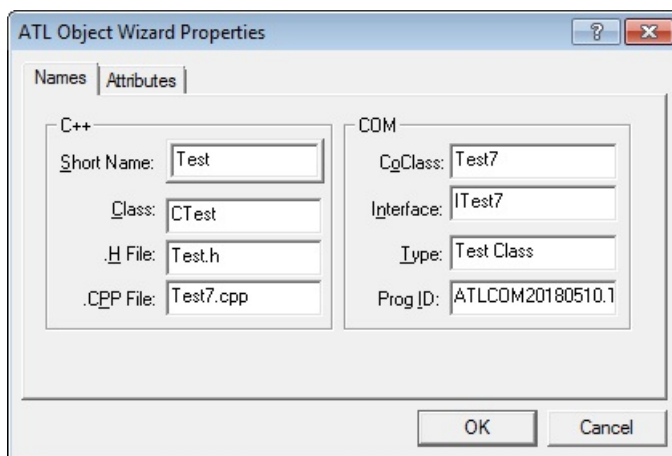 ATL Object Wizard Properties
Names
Attributes
C++
Short Name: Test
Class: CTest
.H File: Test.h
.CPP File: Test7.cpp
COM
CoClass: Test7
Interface: ITest7
Type: Test Class
Prog ID: ATLCOM20180510.1
OK
Cancel